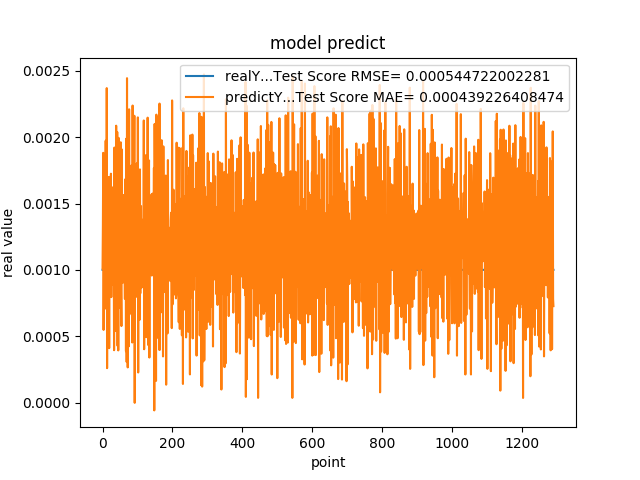 model predict
realY...Test Score RMSE= 0.000544722002281
predictY...Test Score MAE= 0.000439226408474
0.0025
0.0020
0.0015
0.0010
0.0005
0.0000
real value
0 200 400 600 800 1000 1200
point